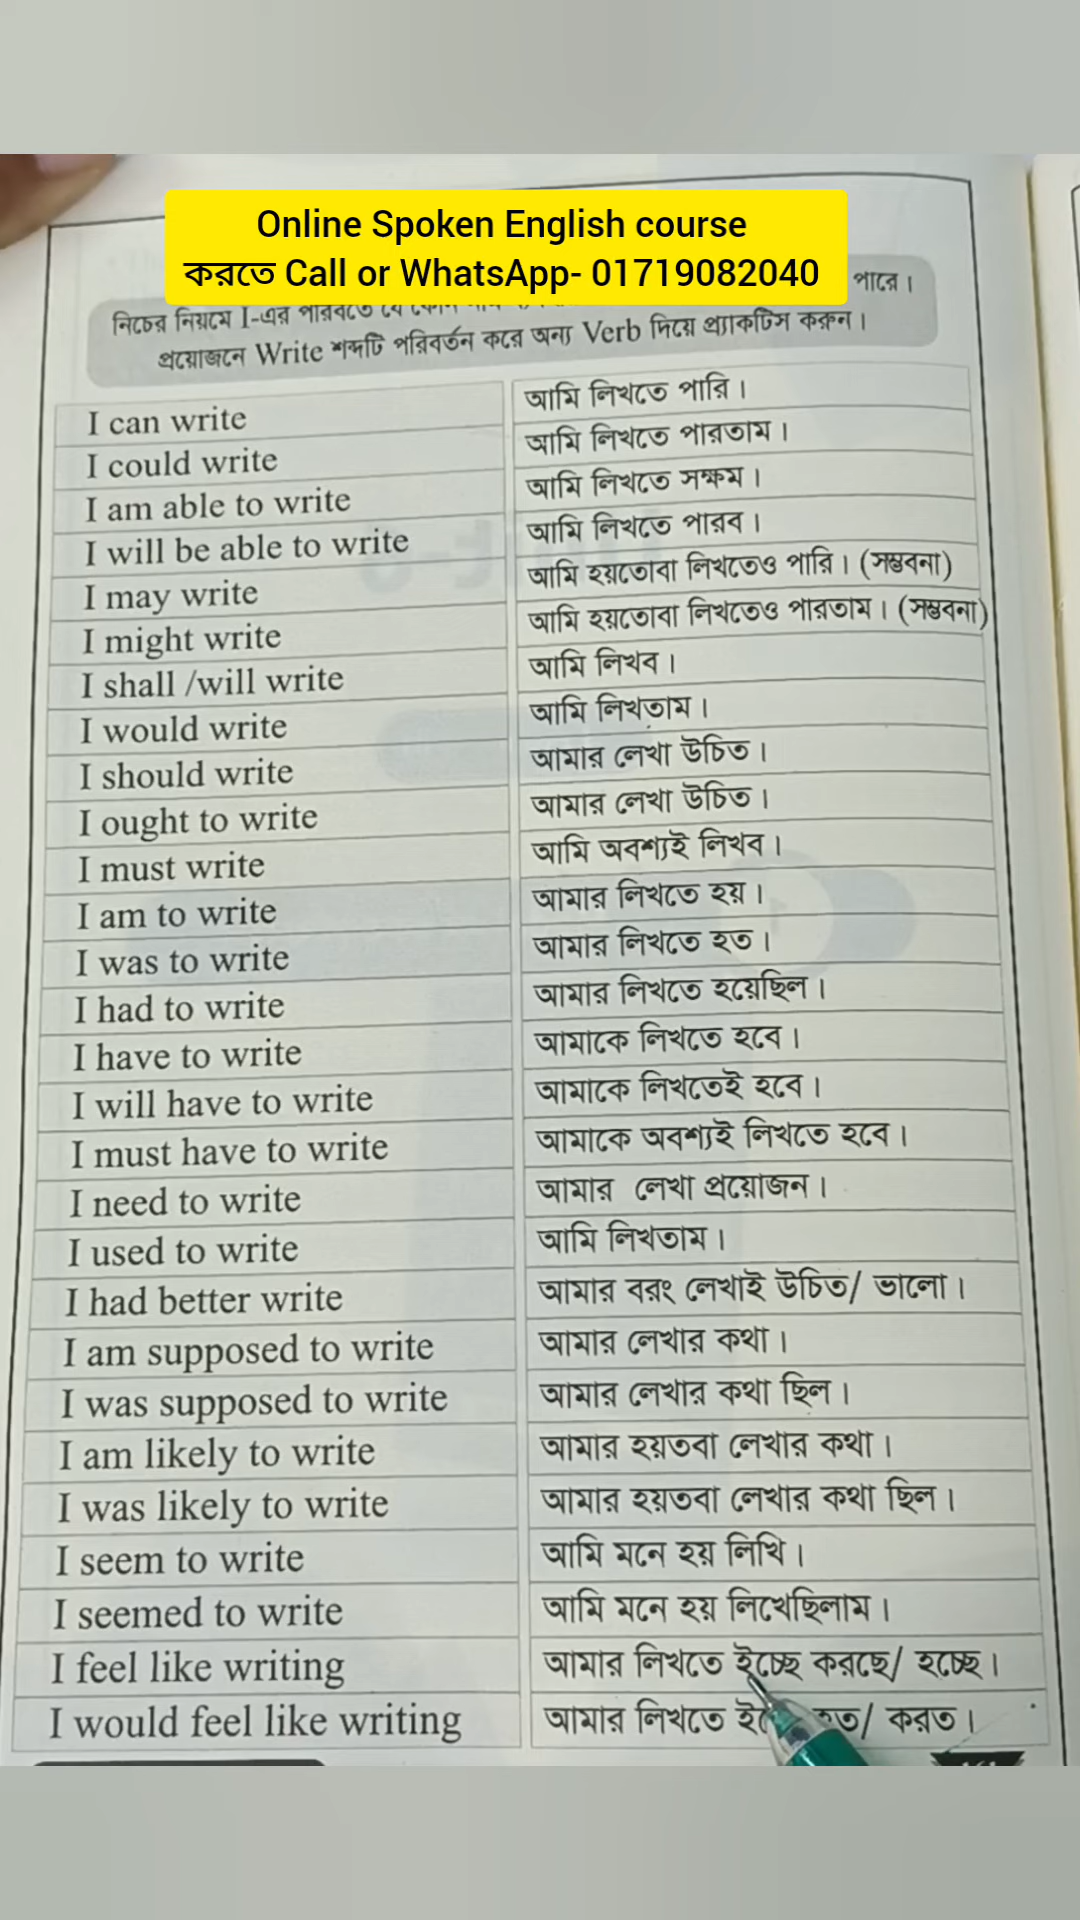 Online Spoken English course
করতে Call or WhatsApp- 01719082040
পারে।
নিচের নিয়মে I-এর পরিবর্তে যে কোন
প্রয়োজনে Write শব্দটি পরিবর্তন করে অন্য Verb দিয়ে প্র্যাকটিস করুন।
I can write আমি লিখতে পারি।
I could write আমি লিখতে পারতাম।
I am able to write আমি লিখতে সক্ষম।
I will be able to write আমি লিখতে পারব।
I may write আমি হয়তোবা লিখতেও পারি। (সম্ভবনা)
I might write আমি হয়তোবা লিখতেও পারতাম। (সম্ভবনা)
I shall /will write আমি লিখব।
I would write আমি লিখতাম।
I should write আমার লেখা উচিত।
I ought to write আমার লেখা উচিত।
I must write আমি অবশ্যই লিখব।
I am to write আমার লিখতে হয়।
I was to write আমার লিখতে হত।
I had to write আমার লিখতে হয়েছিল।
I have to write আমাকে লিখতে হবে।
I will have to write আমাকে লিখতেই হবে।
I must have to write আমাকে অবশ্যই লিখতে হবে।
I need to write আমার লেখা প্রয়োজন।
I used to write আমি লিখতাম।
I had better write আমার বরং লেখাই উচিত/ ভালো।
I am supposed to write আমার লেখার কথা।
I was supposed to write আমার লেখার কথা ছিল।
I am likely to write আমার হয়তবা লেখার কথা।
I was likely to write আমার হয়তবা লেখার কথা ছিল।
I seem to write আমি মনে হয় লিখি।
I seemed to write আমি মনে হয় লিখেছিলাম।
I feel like writing আমার লিখতে ইচ্ছে করছে/ হচ্ছে।
I would feel like writing আমার লিখতে / করত।